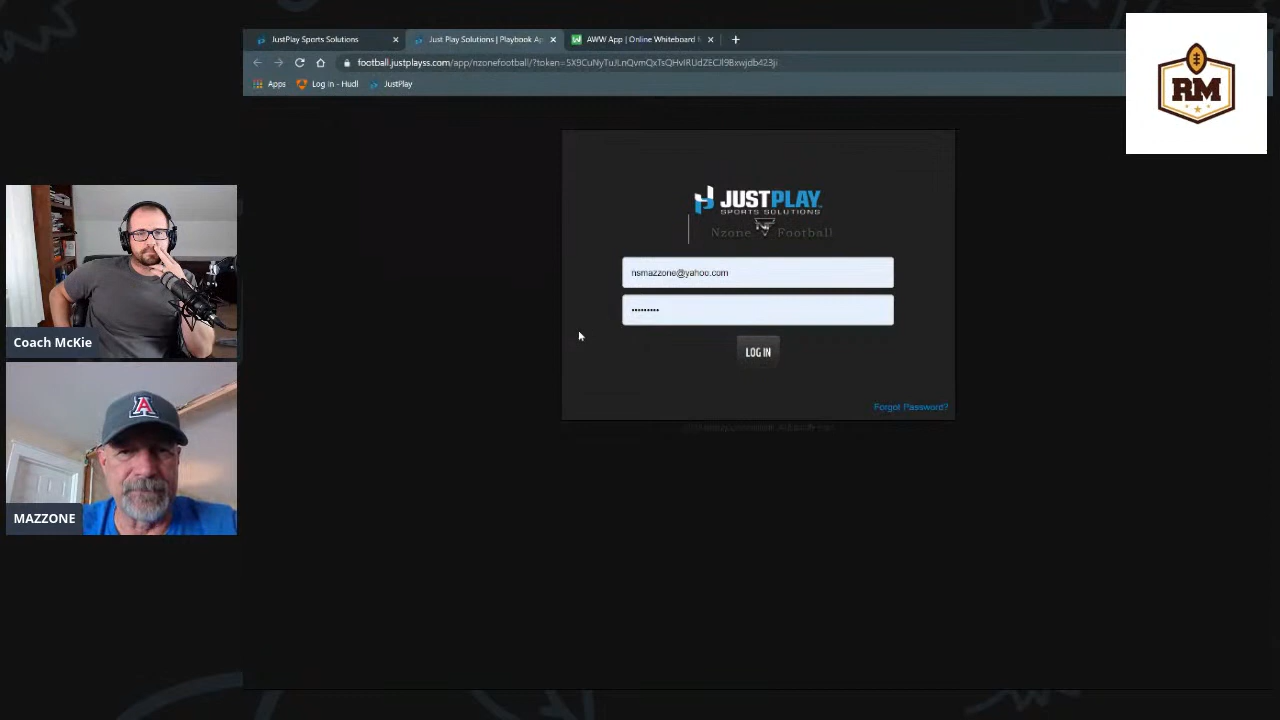 JustPlay Sports Solutions
Just Play Solutions | Playbook Ap
AWW App | Online Whiteboard
football.justplayss.com/app/nzonefootball/?token=
Apps
Log In - Hudl
JustPlay
RM
JUSTPLAY
SPORTS SOLUTIONS
Nzone Football
nsmazzone@yahoo.com
LOG IN
Forgot Password?
Coach McKie
A
MAZZONE